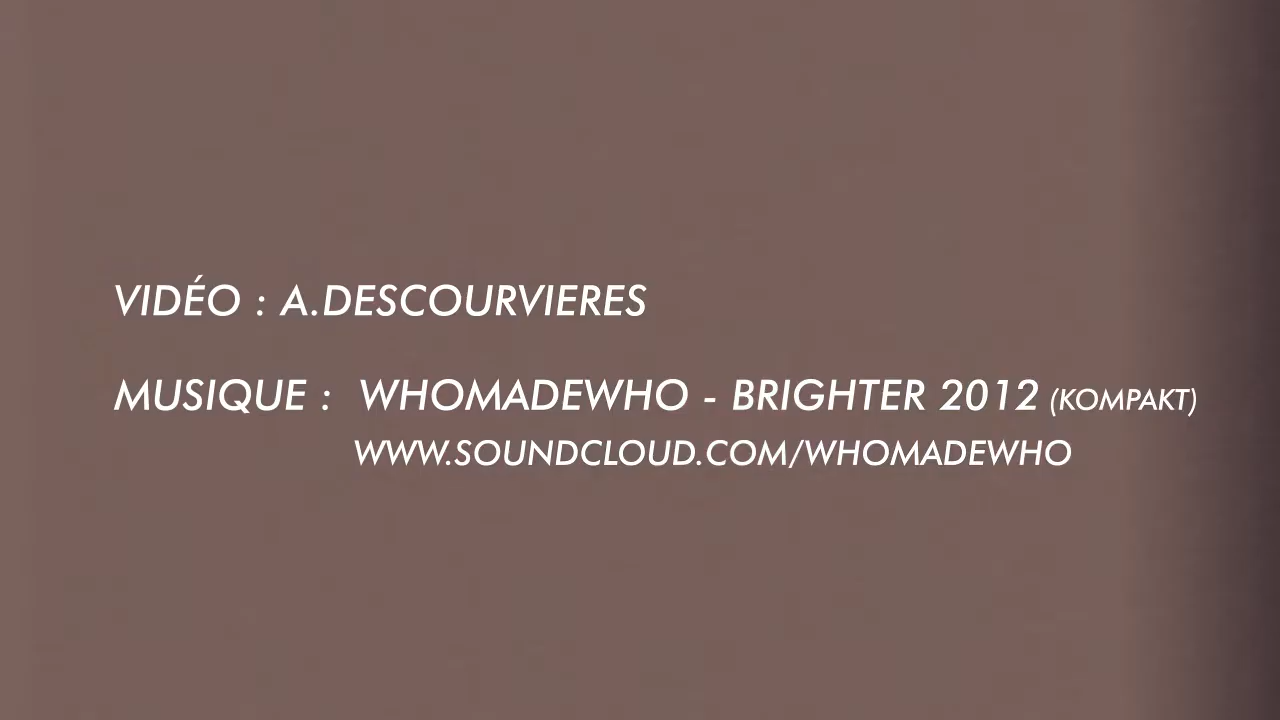 VIDÉO : A.DESCOURVIERES
MUSIQUE : WHOMADEWHO - BRIGHTER 2012 (KOMPAKT)
WWW.SOUNDCLOUD.COM/WHOMADEWHO